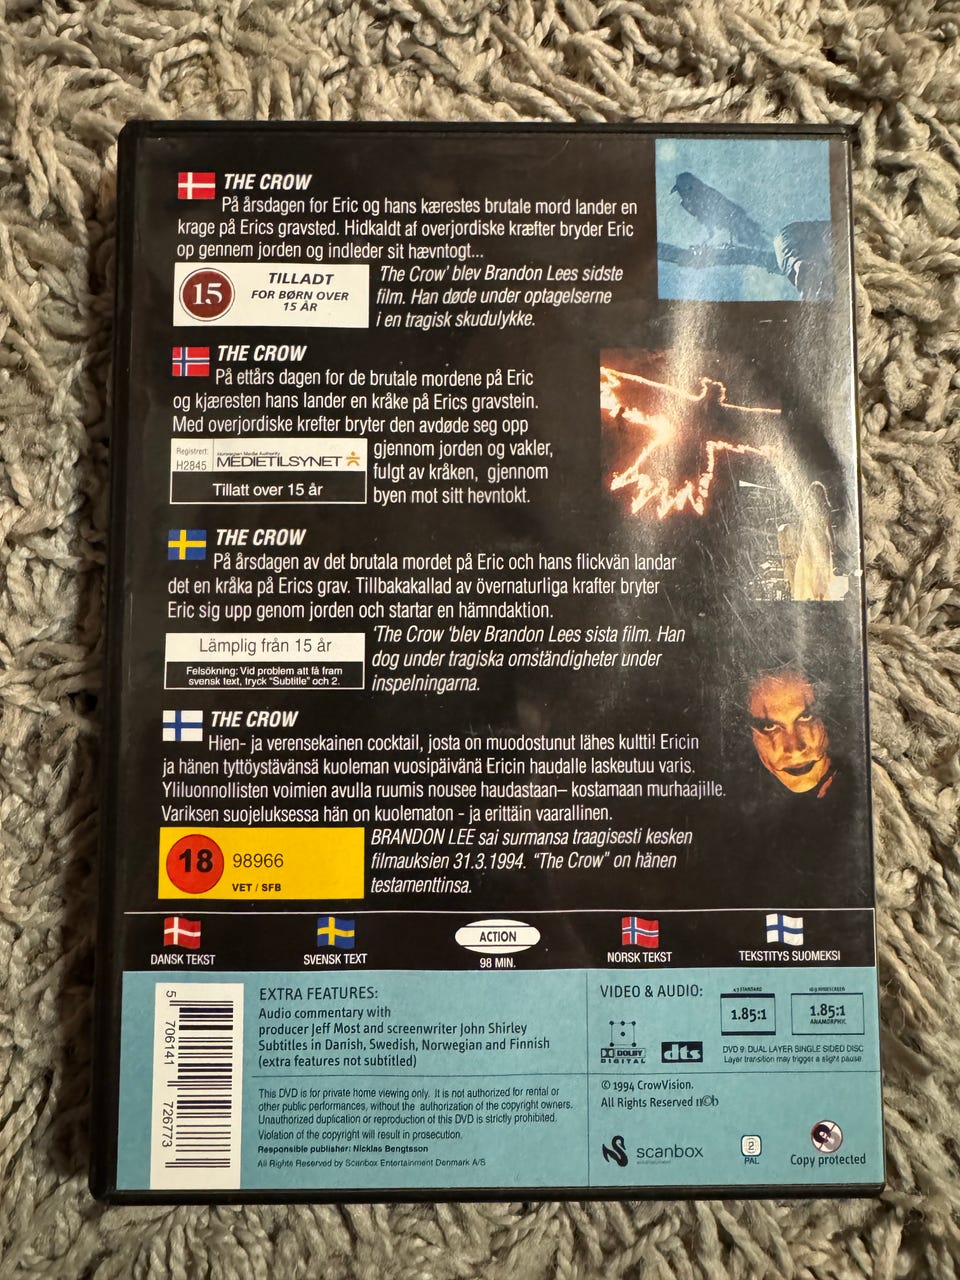 THE CROW
På årsdagen for Eric og hans kærestes brutale mord lander en
krage på Erics gravsted. Hidkaldt af overjordiske kræfter bryder Eric
op gennem jorden og indleder sit hævntogt...
15
TILLADT
FOR BØRN OVER
15 ÅR
'The Crow' blev Brandon Lees sidste
film. Han døde under optagelserne
i en tragisk skudulykke.
THE CROW
På ettårs dagen for de brutale mordene på Eric
og kjæresten hans lander en kråke på Erics gravstein.
Med overjordiske krefter bryter den avdøde seg opp
gjennom jorden og vakler,
fulgt av kråken, gjennom
byen mot sitt hevntokt.
Registrert:
H2845
Norwegian Media Authority
MEDIETILSYNET
Tillatt over 15 år
THE CROW
På årsdagen av det brutala mordet på Eric och hans flickvän landar
det en kråka på Erics grav. Tillbakakallad av övernaturliga krafter bryter
Eric sig upp genom jorden och startar en hämndaktion.
Lämplig från 15 år
Felsökning: Vid problem att få fram
svensk text, tryck "Subtitle" och 2.
'The Crow 'blev Brandon Lees sista film. Han
dog under tragiska omständigheter under
inspelningarna.
THE CROW
Hien- ja verensekainen cocktail, josta on muodostunut lähes kultti! Ericin
ja hänen tyttöystävänsä kuoleman vuosipäivänä Ericin haudalle laskeutuu varis.
Yliluonnollisten voimien avulla ruumis nousee haudastaan– kostamaan murhaajille.
Variksen suojeluksessa hän on kuolematon - ja erittäin vaarallinen.
18
98966
VET / SFB
BRANDON LEE sai surmansa traagisesti kesken
filmauksien 31.3.1994. "The Crow" on hänen
testamenttinsa.
DANSK TEKST
SVENSK TEXT
ACTION
98 MIN.
NORSK TEKST
TEKSTITYS SUOMEKSI
5 706141 726773
EXTRA FEATURES:
Audio commentary with
producer Jeff Most and screenwriter John Shirley
Subtitles in Danish, Swedish, Norwegian and Finnish
(extra features not subtitled)
This DVD is for private home viewing only. It is not authorized for rental or
other public performances, without the authorization of the copyright owners.
Unauthorized duplication or reproduction of this DVD is strictly prohibited.
Violation of the copyright will result in prosecution.
Responsible publisher: Nicklas Bengtsson
All Rights Reserved by Scanbox Entertainment Denmark A/S
VIDEO & AUDIO:
4:3 STANDARD
1.85:1
16:9 WIDESCREEN
1.85:1
ANAMORPHIC
DOLBY
DIGITAL
dts
DVD 9: DUAL LAYER SINGLE SIDED DISC
Layer transition may trigger a slight pause
© 1994 CrowVision.
All Rights Reserved n©b
scanbox
entertainment
2
PAL
Copy protected